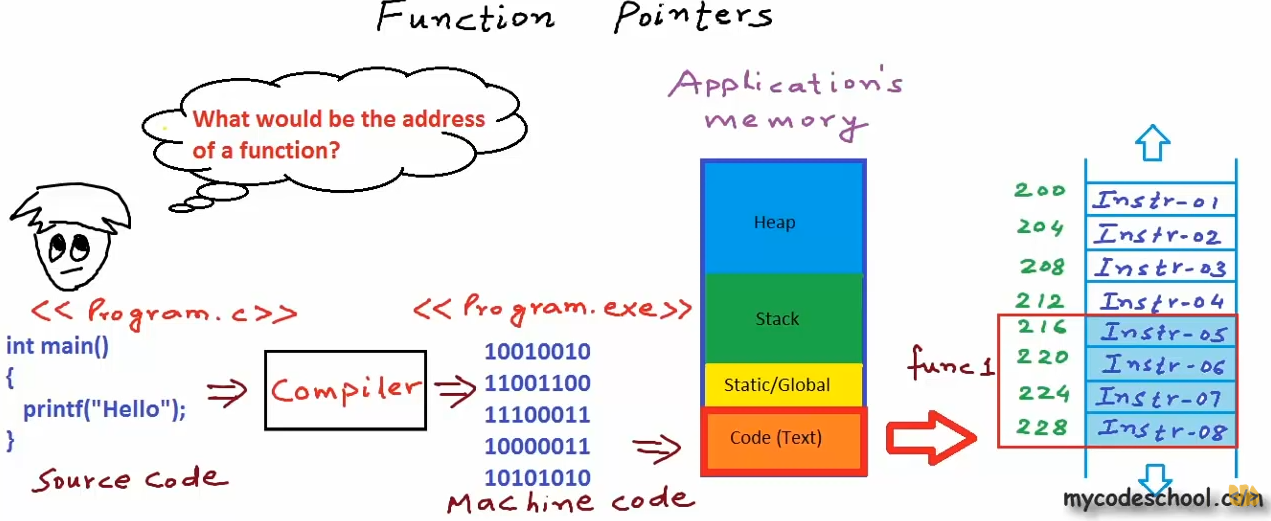 Function Pointers
What would be the address
of a function?
Application's
memory
Heap
Stack
Static/Global
Code (Text)
<< Program.c>>
int main()
{
printf("Hello");
}
Source code
Compiler
<< Program.exe>>
10010010
11001100
11100011
10000011
10101010
Machine code
func1
200 Instr-01
204 Instr-02
208 Instr-03
212 Instr-04
216 Instr-05
220 Instr-06
224 Instr-07
228 Instr-08
mycodeschool.com